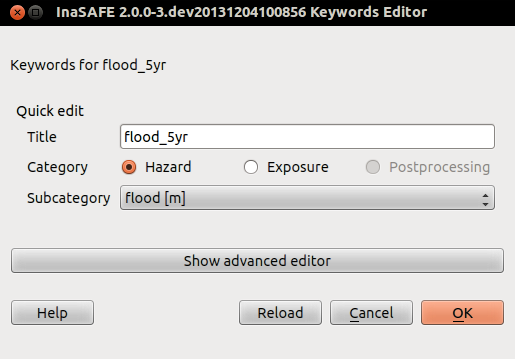 InaSAFE 2.0.0-3.dev20131204100856 Keywords Editor
Keywords for flood_5yr
Quick edit
Title flood_5yr
Category Hazard Exposure Postprocessing
Subcategory flood [m]
Show advanced editor
Help Reload Cancel OK